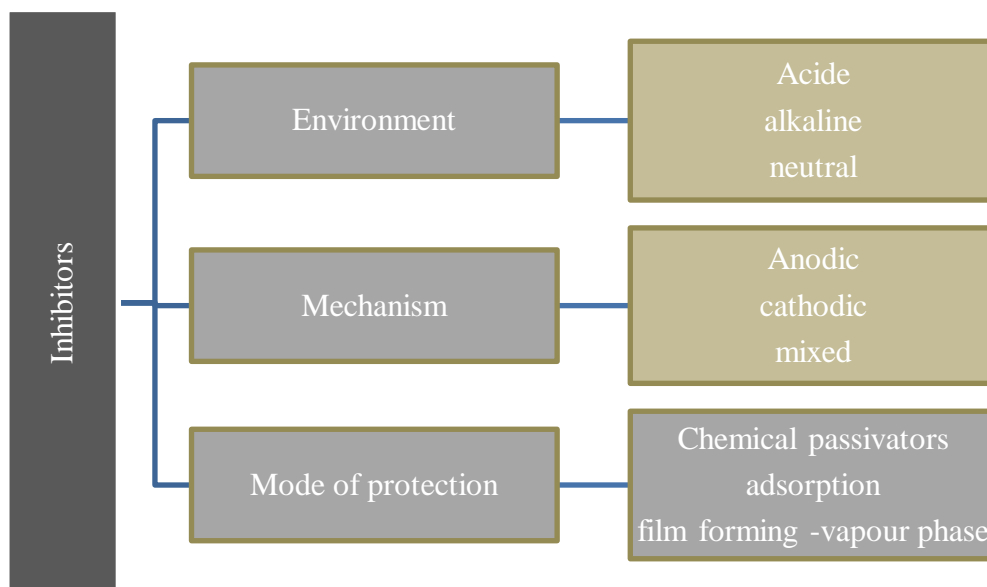 Inhibitors
Environment
Acide
alkaline
neutral
Mechanism
Anodic
cathodic
mixed
Mode of protection
Chemical passivators
adsorption
film forming -vapour phase